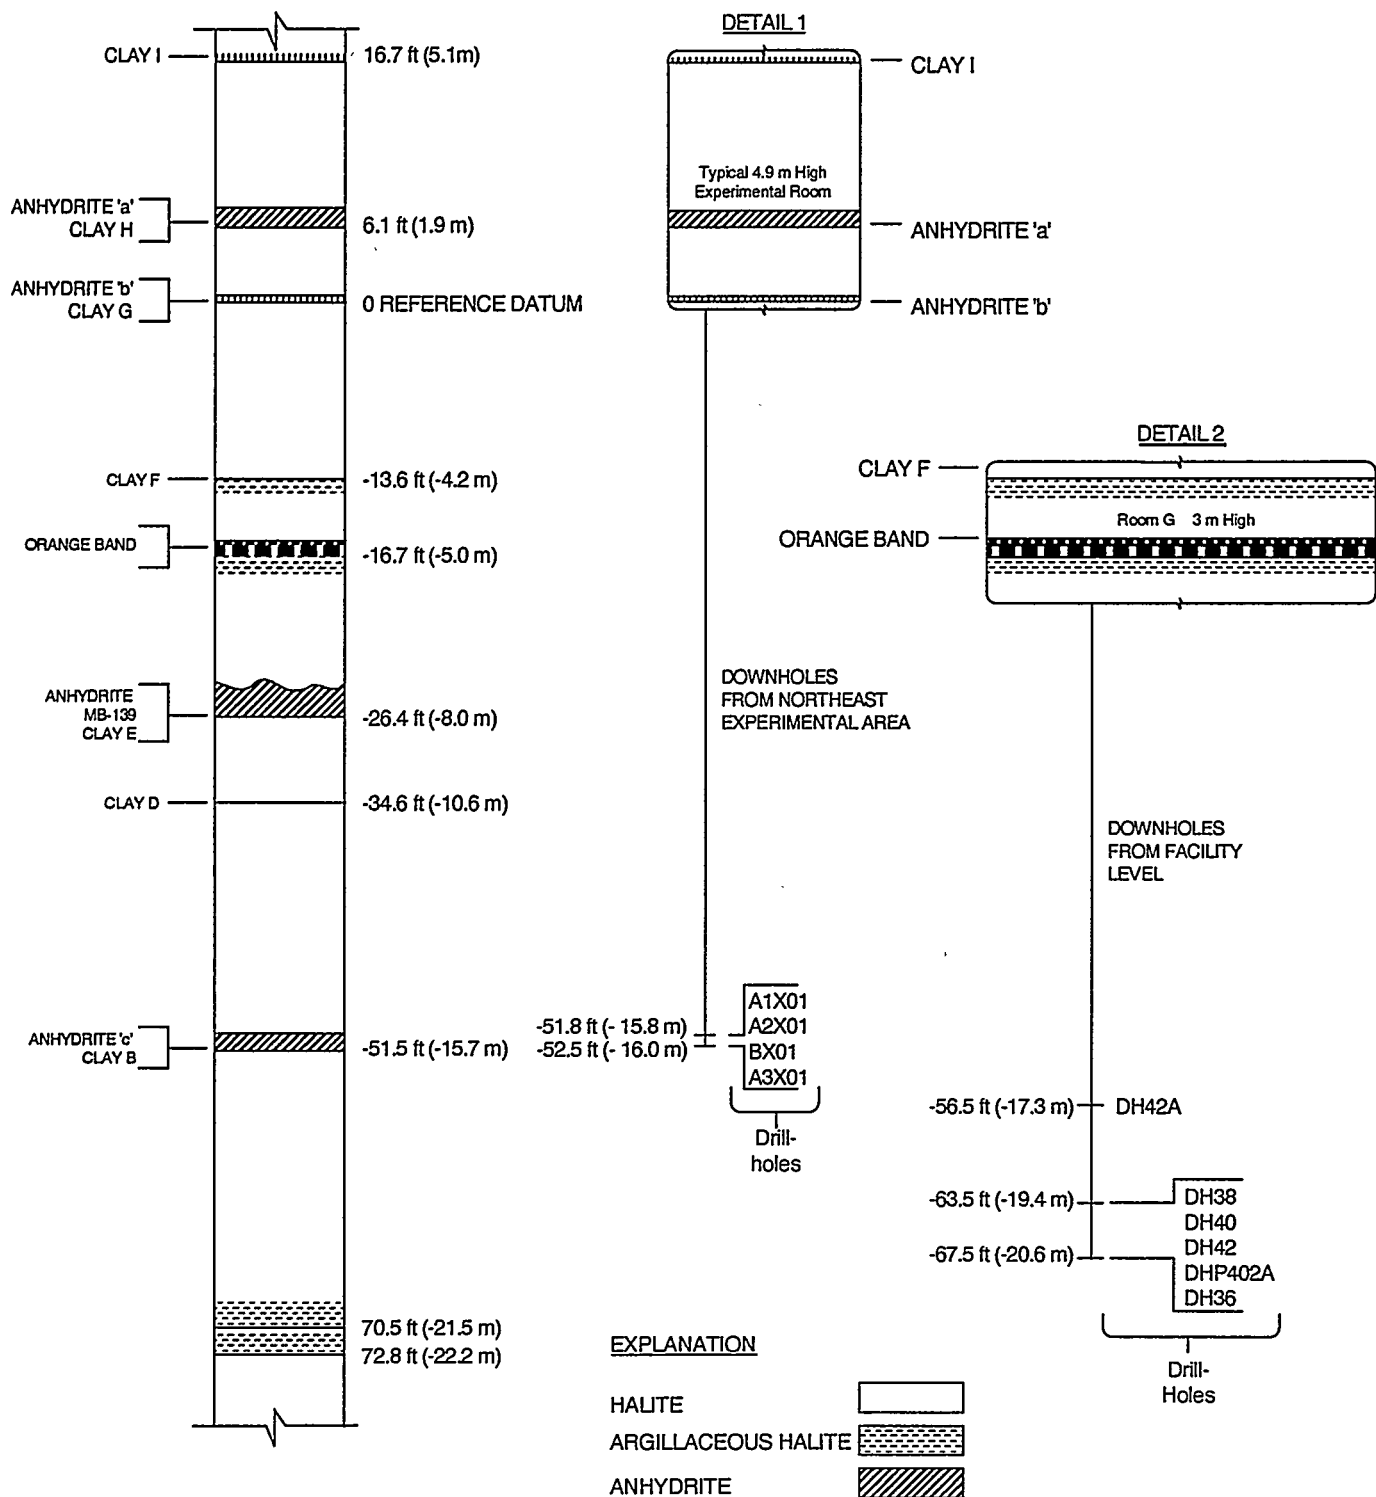 CLAY I
16.7 ft (5.1m)
ANHYDRITE 'a'
CLAY H
6.1 ft (1.9 m)
ANHYDRITE 'b'
CLAY G
0 REFERENCE DATUM
CLAY F
-13.6 ft (-4.2 m)
ORANGE BAND
-16.7 ft (-5.0 m)
ANHYDRITE
MB-139
CLAY E
-26.4 ft (-8.0 m)
CLAY D
-34.6 ft (-10.6 m)
ANHYDRITE 'c'
CLAY B
-51.5 ft (-15.7 m)
70.5 ft (-21.5 m)
72.8 ft (-22.2 m)
DETAIL 1
CLAY I
Typical 4.9 m High
Experimental Room
ANHYDRITE 'a'
ANHYDRITE 'b'
DOWNHOLES
FROM NORTHEAST
EXPERIMENTAL AREA
-51.8 ft (- 15.8 m)
-52.5 ft (- 16.0 m)
A1X01
A2X01
BX01
A3X01
Drill-
holes
DETAIL 2
CLAY F
Room G 3 m High
ORANGE BAND
DOWNHOLES
FROM FACILITY
LEVEL
-56.5 ft (-17.3 m)
DH42A
-63.5 ft (-19.4 m)
-67.5 ft (-20.6 m)
DH38
DH40
DH42
DHP402A
DH36
Drill-
Holes
EXPLANATION
HALITE
ARGILLACEOUS HALITE
ANHYDRITE